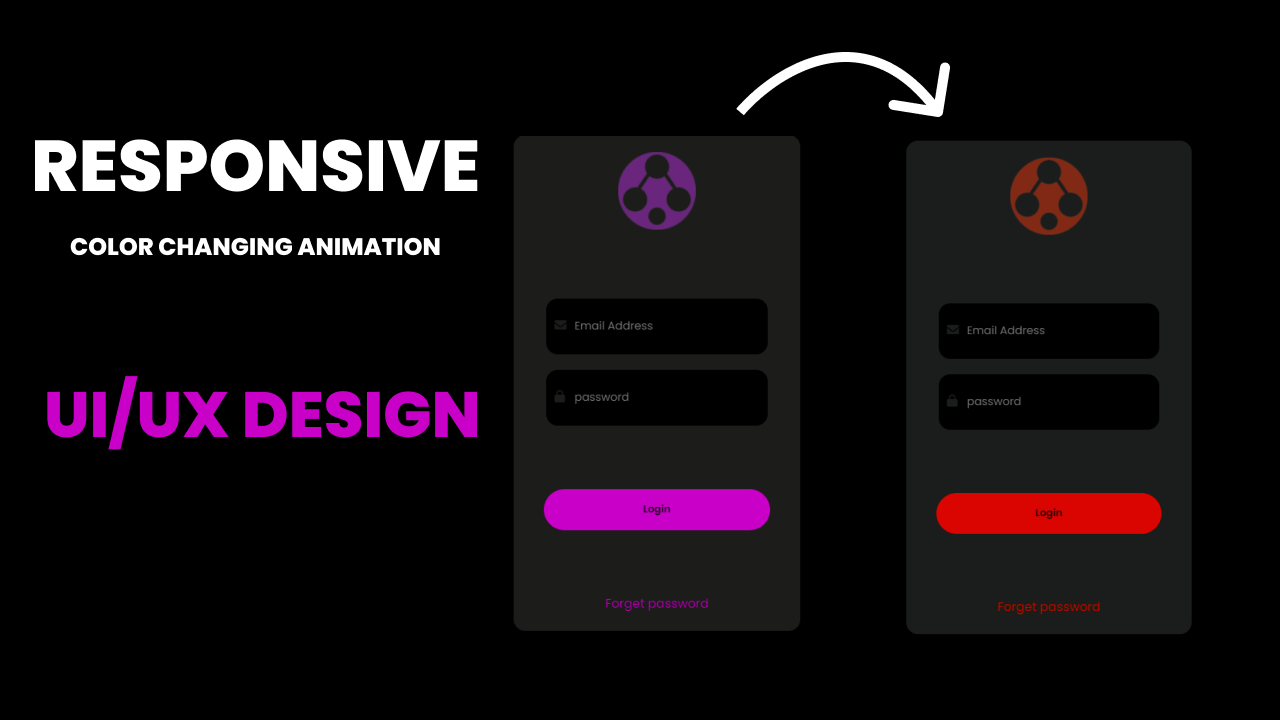 RESPONSIVE
COLOR CHANGING ANIMATION
UI/UX DESIGN
Email Address
password
Login
Forget password
Email Address
password
Login
Forget password